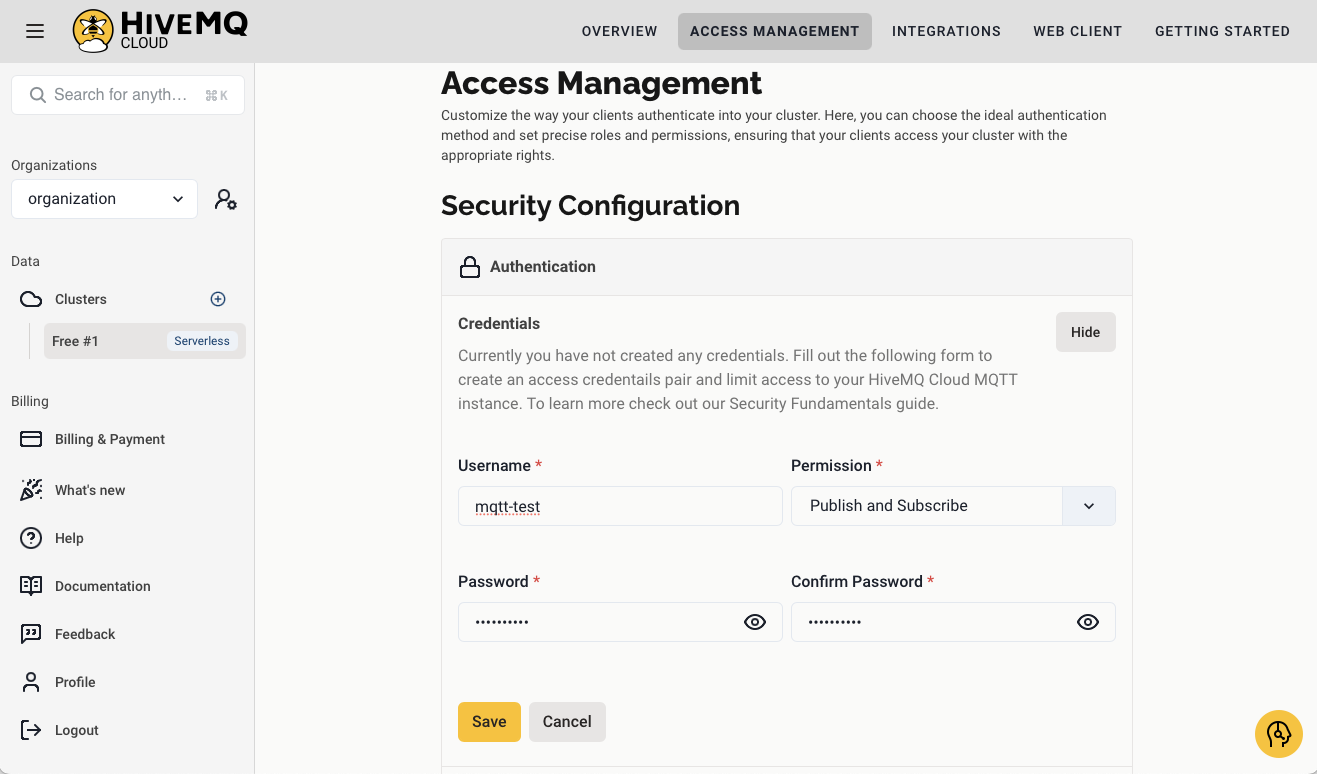 HIVEMQ
CLOUD
OVERVIEW
ACCESS MANAGEMENT
INTEGRATIONS
WEB CLIENT
GETTING STARTED
Search for anyth... ⌘ K
Organizations
organization
Data
Clusters
Free #1 Serverless
Billing
Billing & Payment
What's new
Help
Documentation
Feedback
Profile
Logout
Access Management
Customize the way your clients authenticate into your cluster. Here, you can choose the ideal authentication
method and set precise roles and permissions, ensuring that your clients access your cluster with the
appropriate rights.
Security Configuration
Authentication
Credentials
Hide
Currently you have not created any credentials. Fill out the following form to
create an access credentails pair and limit access to your HiveMQ Cloud MQTT
instance. To learn more check out our Security Fundamentals guide.
Username *
Permission *
mqtt-test
Publish and Subscribe
Password *
Confirm Password *
••••••••••
••••••••••
Save
Cancel